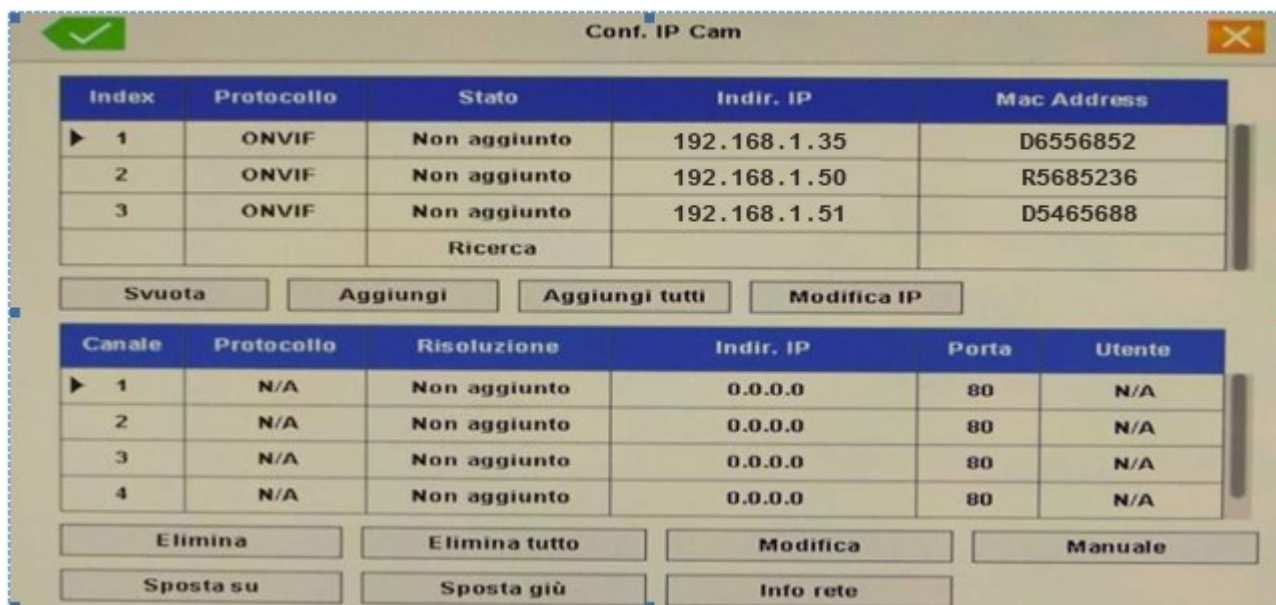 Conf. IP Cam
Index Protocollo Stato Indir. IP Mac Address
1 ONVIF Non aggiunto 192.168.1.35 D6556852
2 ONVIF Non aggiunto 192.168.1.50 R5685236
3 ONVIF Non aggiunto 192.168.1.51 D5465688
Ricerca
Svuota Aggiungi Aggiungi tutti Modifica IP
Canale Protocollo Risoluzione Indir. IP Porta Utente
1 N/A Non aggiunto 0.0.0.0 80 N/A
2 N/A Non aggiunto 0.0.0.0 80 N/A
3 N/A Non aggiunto 0.0.0.0 80 N/A
4 N/A Non aggiunto 0.0.0.0 80 N/A
Elimina Elimina tutto Modifica Manuale
Sposta su Sposta giù Info rete